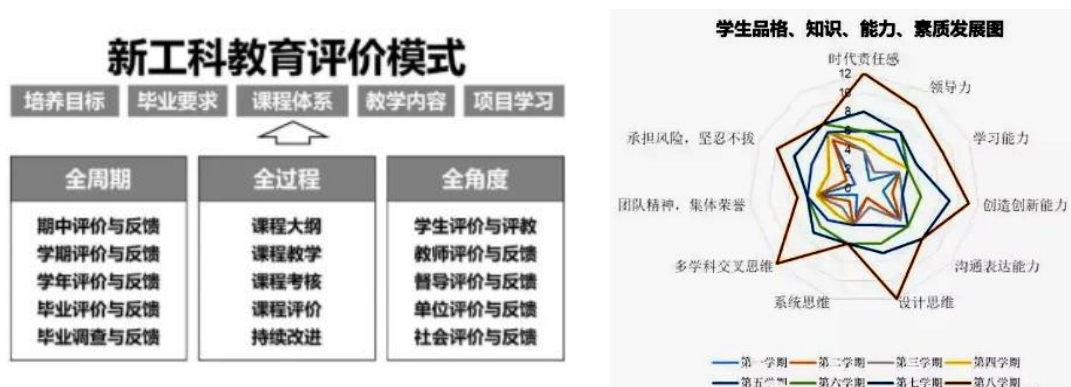 新工科教育评价模式
培养目标 毕业要求 课程体系 教学内容 项目学习
全周期
期中评价与反馈
学期评价与反馈
学年评价与反馈
毕业评价与反馈
毕业调查与反馈
全过程
课程大纲
课程教学
课程考核
课程评价
持续改进
全角度
学生评价与评教
教师评价与反馈
督导评价与反馈
单位评价与反馈
社会评价与反馈
学生品格、知识、能力、素质发展图
时代责任感
领导力
学习能力
创造创新能力
沟通表达能力
设计思维
系统思维
多学科交叉思维
团队精神，集体荣誉
承担风险，坚忍不拔
12
10
8
6
4
2
0
第一学期 第二学期 第三学期 第四学期
第五学期 第六学期 第七学期 第八学期